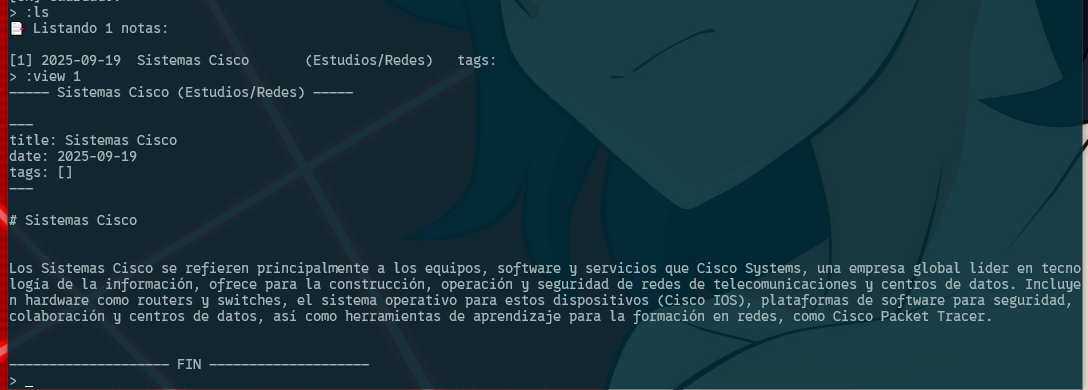 > :ls
Listando 1 notas:
[1] 2025-09-19 Sistemas Cisco (Estudios/Redes) tags:
> :view 1
————— Sistemas Cisco (Estudios/Redes) —————
———
title: Sistemas Cisco
date: 2025-09-19
tags: []
———
# Sistemas Cisco
Los Sistemas Cisco se refieren principalmente a los equipos, software y servicios que Cisco Systems, una empresa global líder en tecno
logía de la información, ofrece para la construcción, operación y seguridad de redes de telecomunicaciones y centros de datos. Incluye
n hardware como routers y switches, el sistema operativo para estos dispositivos (Cisco IOS), plataformas de software para seguridad,
colaboración y centros de datos, así como herramientas de aprendizaje para la formación en redes, como Cisco Packet Tracer.
———————————————————— FIN ————————————————————
> _